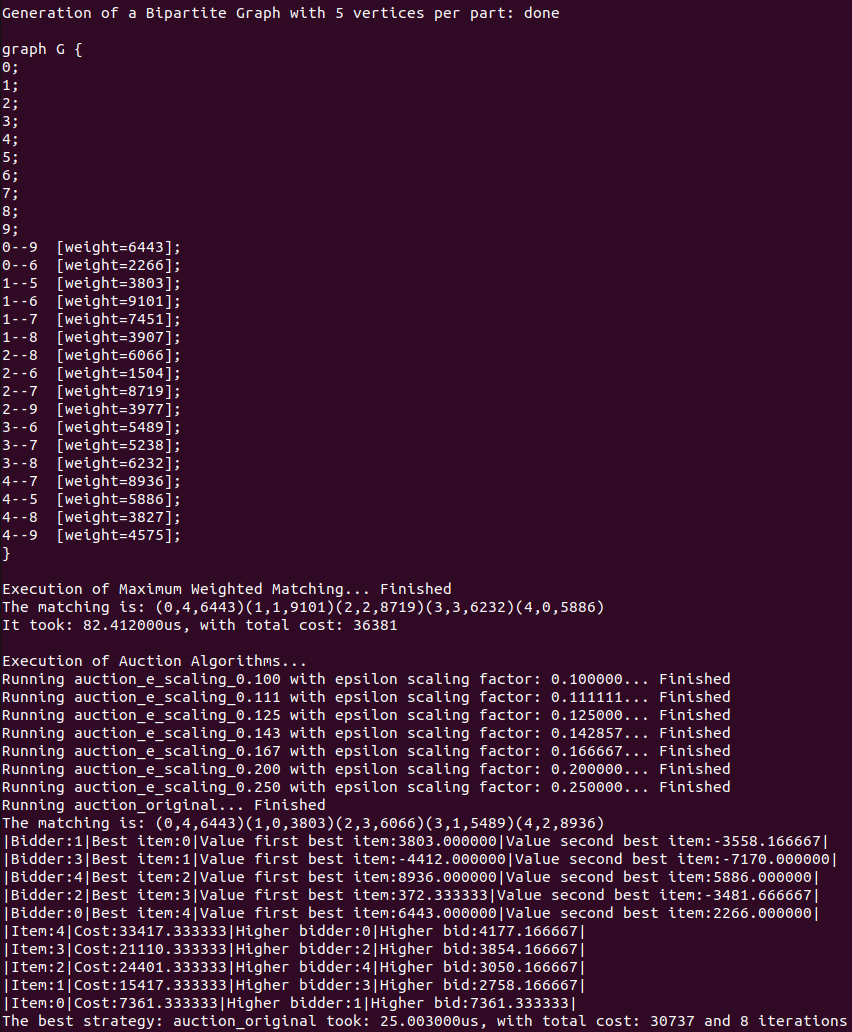 Generation of a Bipartite Graph with 5 vertices per part: done

graph G {
0;
1;
2;
3;
4;
5;
6;
7;
8;
9;
0--9  [weight=6443];
0--6  [weight=2266];
1--5  [weight=3803];
1--6  [weight=9101];
1--7  [weight=7451];
1--8  [weight=3907];
2--8  [weight=6066];
2--6  [weight=1504];
2--7  [weight=8719];
2--9  [weight=3977];
3--6  [weight=5489];
3--7  [weight=5238];
3--8  [weight=6232];
4--7  [weight=8936];
4--5  [weight=5886];
4--8  [weight=3827];
4--9  [weight=4575];
}

Execution of Maximum Weighted Matching... Finished
The matching is: (0,4,6443)(1,1,9101)(2,2,8719)(3,3,6232)(4,0,5886)
It took: 82.412000us, with total cost: 36381

Execution of Auction Algorithms...
Running auction_e_scaling_0.100 with epsilon scaling factor: 0.100000... Finished
Running auction_e_scaling_0.111 with epsilon scaling factor: 0.111111... Finished
Running auction_e_scaling_0.125 with epsilon scaling factor: 0.125000... Finished
Running auction_e_scaling_0.143 with epsilon scaling factor: 0.142857... Finished
Running auction_e_scaling_0.167 with epsilon scaling factor: 0.166667... Finished
Running auction_e_scaling_0.200 with epsilon scaling factor: 0.200000... Finished
Running auction_e_scaling_0.250 with epsilon scaling factor: 0.250000... Finished
Running auction_original... Finished
The matching is: (0,4,6443)(1,0,3803)(2,3,6066)(3,1,5489)(4,2,8936)
|Bidder:1|Best item:0|Value first best item:3803.000000|Value second best item:-3558.166667|
|Bidder:3|Best item:1|Value first best item:-4412.000000|Value second best item:-7170.000000|
|Bidder:4|Best item:2|Value first best item:8936.000000|Value second best item:5886.000000|
|Bidder:2|Best item:3|Value first best item:372.333333|Value second best item:-3481.666667|
|Bidder:0|Best item:4|Value first best item:6443.000000|Value second best item:2266.000000|
|Item:4|Cost:33417.333333|Higher bidder:0|Higher bid:4177.166667|
|Item:3|Cost:21110.333333|Higher bidder:2|Higher bid:3854.166667|
|Item:2|Cost:24401.333333|Higher bidder:4|Higher bid:3050.166667|
|Item:1|Cost:15417.333333|Higher bidder:3|Higher bid:2758.166667|
|Item:0|Cost:7361.333333|Higher bidder:1|Higher bid:7361.333333|
The best strategy: auction_original took: 25.003000us, with total cost: 30737 and 8 iterations